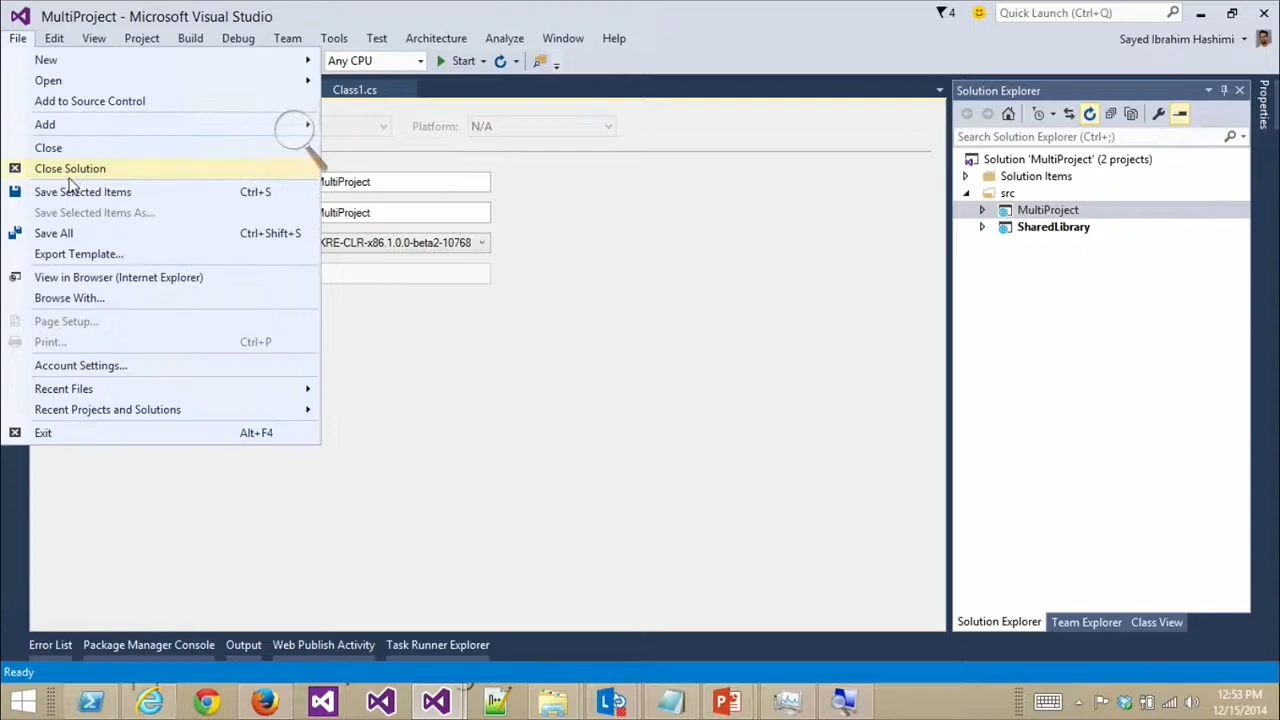 MultiProject - Microsoft Visual Studio
4
Quick Launch (Ctrl+Q)
File Edit View Project Build Debug Team Tools Test Architecture Analyze Window Help
Sayed Ibrahim Hashimi
Any CPU
Start
New
Open
Add to Source Control
Add
Close
Close Solution
Save Selected Items Ctrl+S
Save Selected Items As...
Save All Ctrl+Shift+S
Export Template...
View in Browser (Internet Explorer)
Browse With...
Page Setup...
Print... Ctrl+P
Account Settings...
Recent Files
Recent Projects and Solutions
Exit Alt+F4
Class1.cs
Platform: N/A
MultiProject
MultiProject
KRE-CLR-x86.1.0.0-beta2-10768
Solution Explorer
Search Solution Explorer (Ctrl+;)
Solution 'MultiProject' (2 projects)
Solution Items
src
MultiProject
SharedLibrary
Properties
Solution Explorer Team Explorer Class View
Error List Package Manager Console Output Web Publish Activity Task Runner Explorer
Ready
12:53 PM
12/15/2014